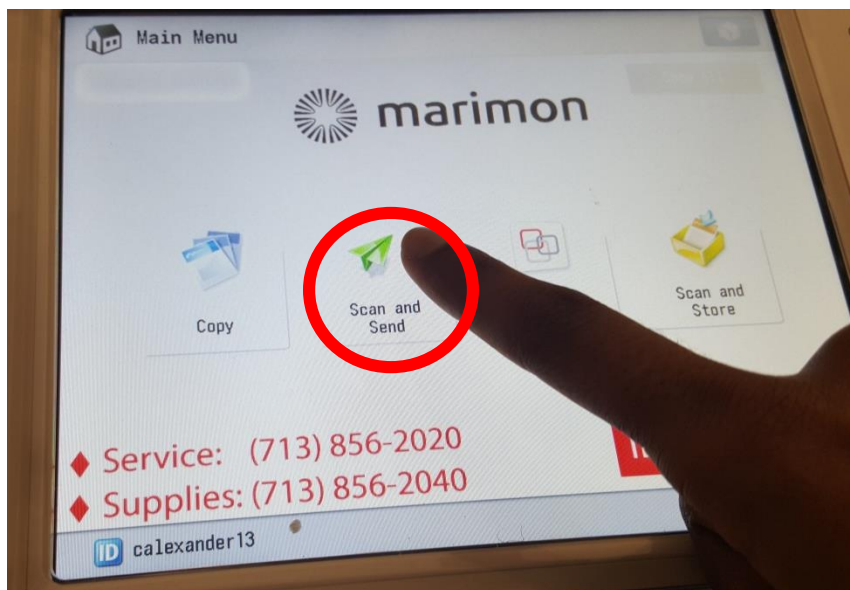 Main Menu
marimon
Copy
Scan and
Send
Scan and
Store
Service: (713) 856-2020
Supplies: (713) 856-2040
ID calexander13